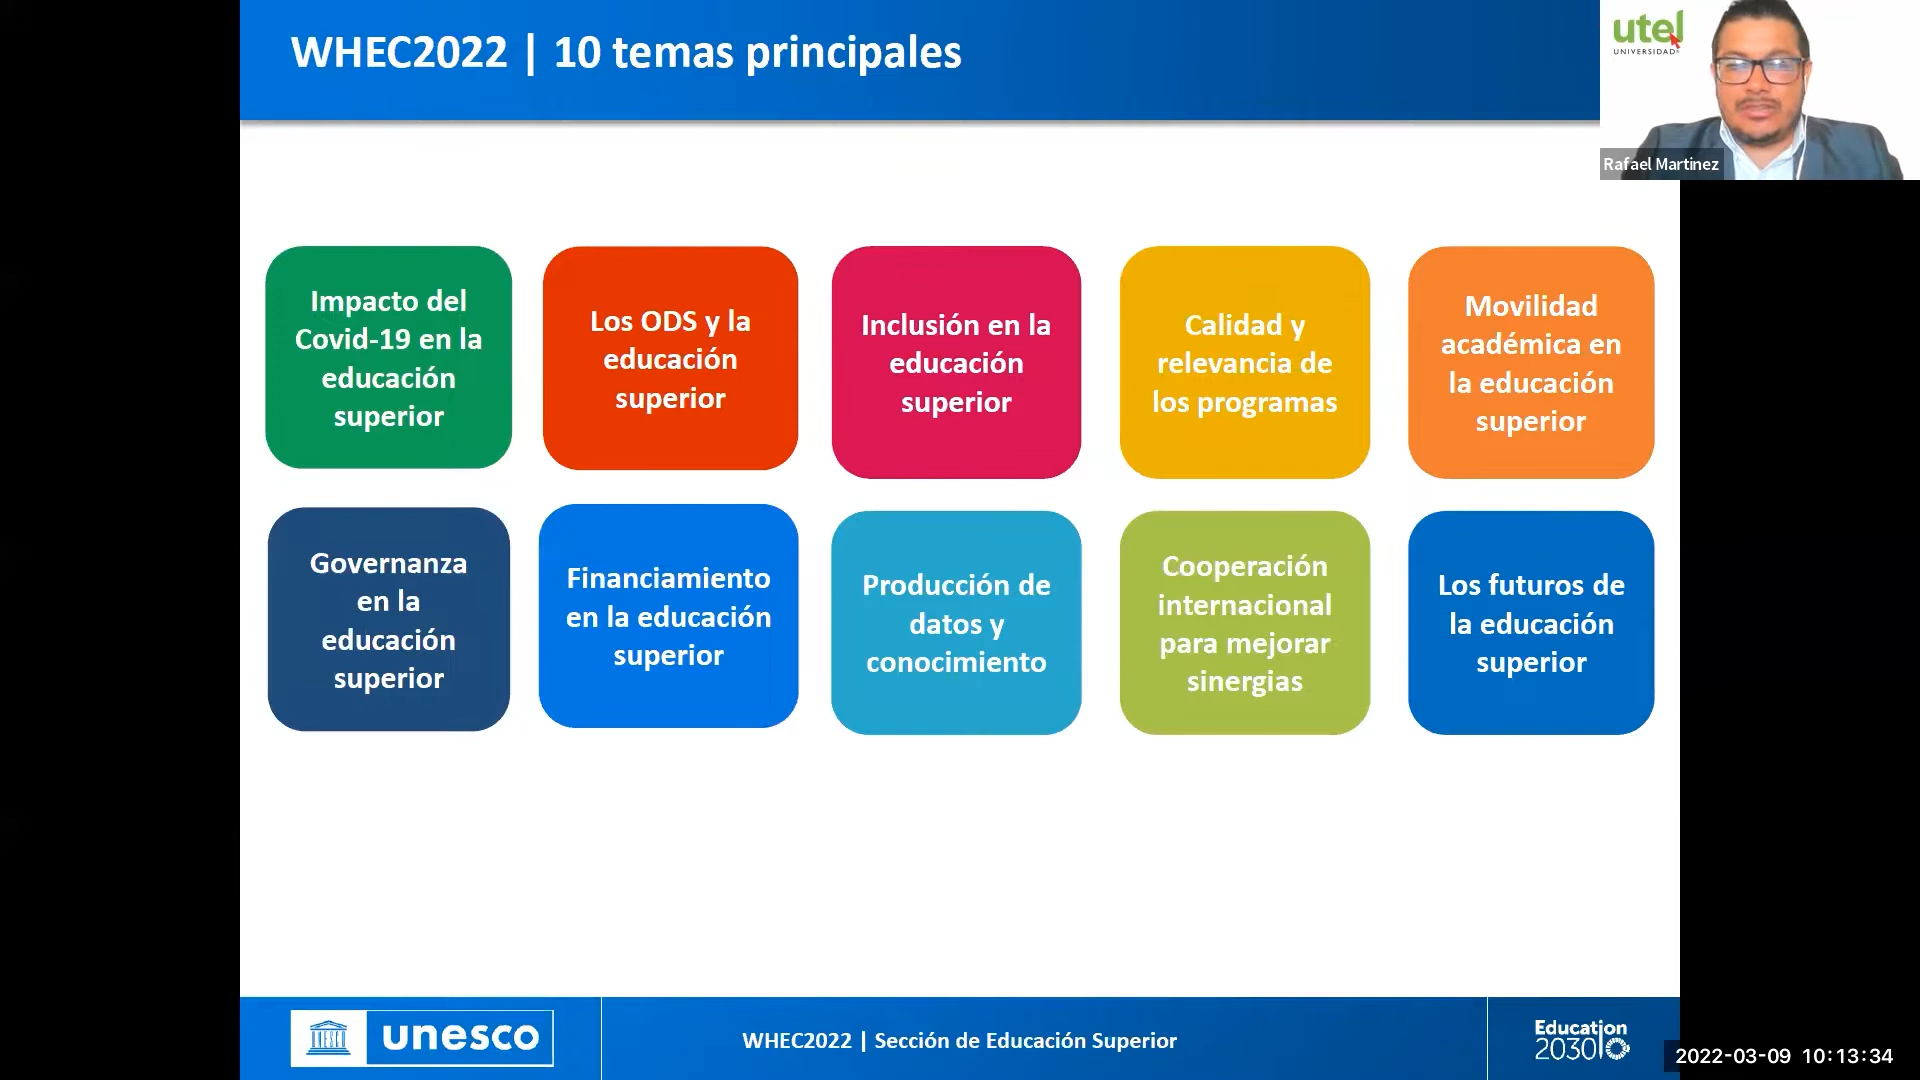 WHEC2022 | 10 temas principales
utel
UNIVERSIDAD
Rafael Martinez
Impacto del
Covid-19 en la
educación
superior
Los ODS y la
educación
superior
Inclusión en la
educación
superior
Calidad y
relevancia de
los programas
Movilidad
académica en
la educación
superior
Governanza
en la
educación
superior
Financiamiento
en la educación
superior
Producción de
datos y
conocimiento
Cooperación
internacional
para mejorar
sinergias
Los futuros de
la educación
superior
unesco
WHEC2022 | Sección de Educación Superior
Education
2030
2022-03-09 10:13:34